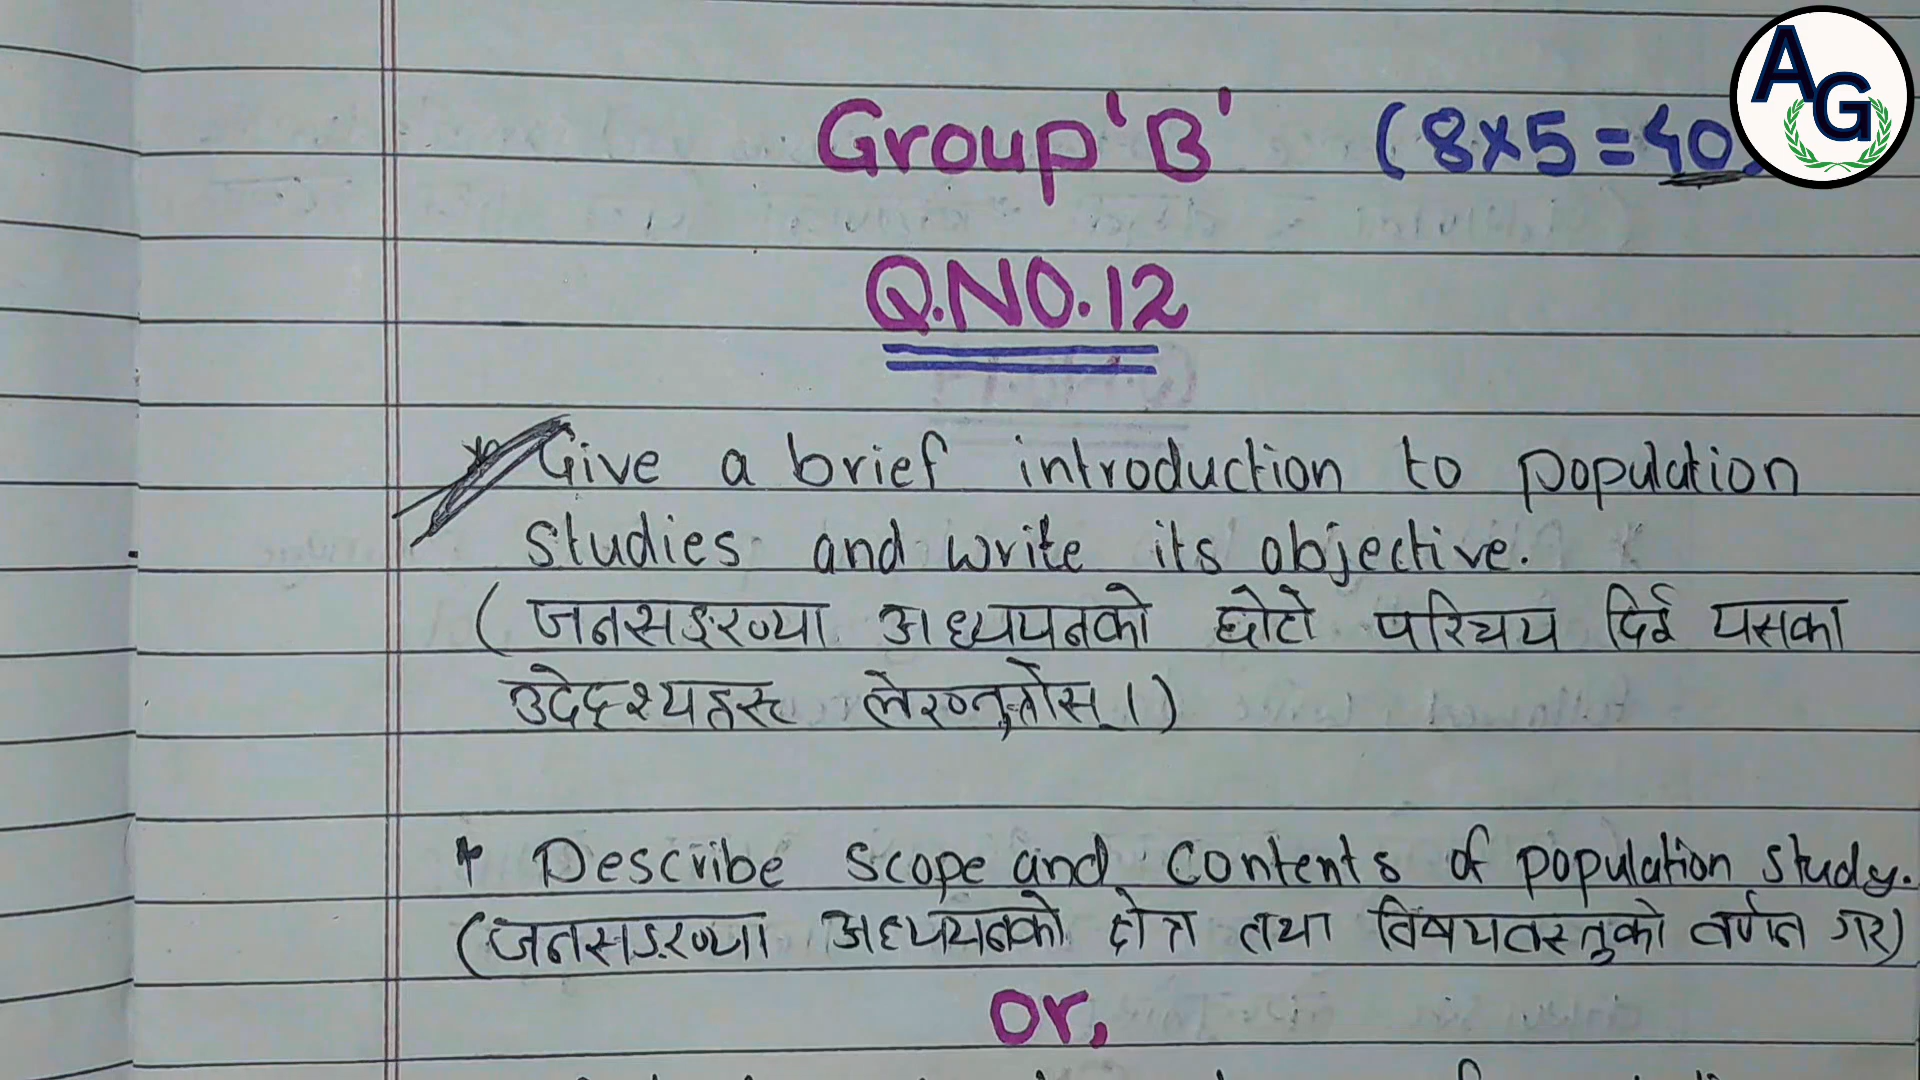 AG
Group 'B' (8×5=40)
Q.NO.12
* Give a brief introduction to population
studies and write its objective.
(जनसङ्ख्या अध्ययनको छोटो परिचय दिई यसका
उदेद्श्यहरू लेख्नुहोस् ।)
* Describe scope and contents of population study.
(जनसङ्ख्या अध्ययनको क्षेत्र तथा विषयवस्तुको वर्णन गर)
or,